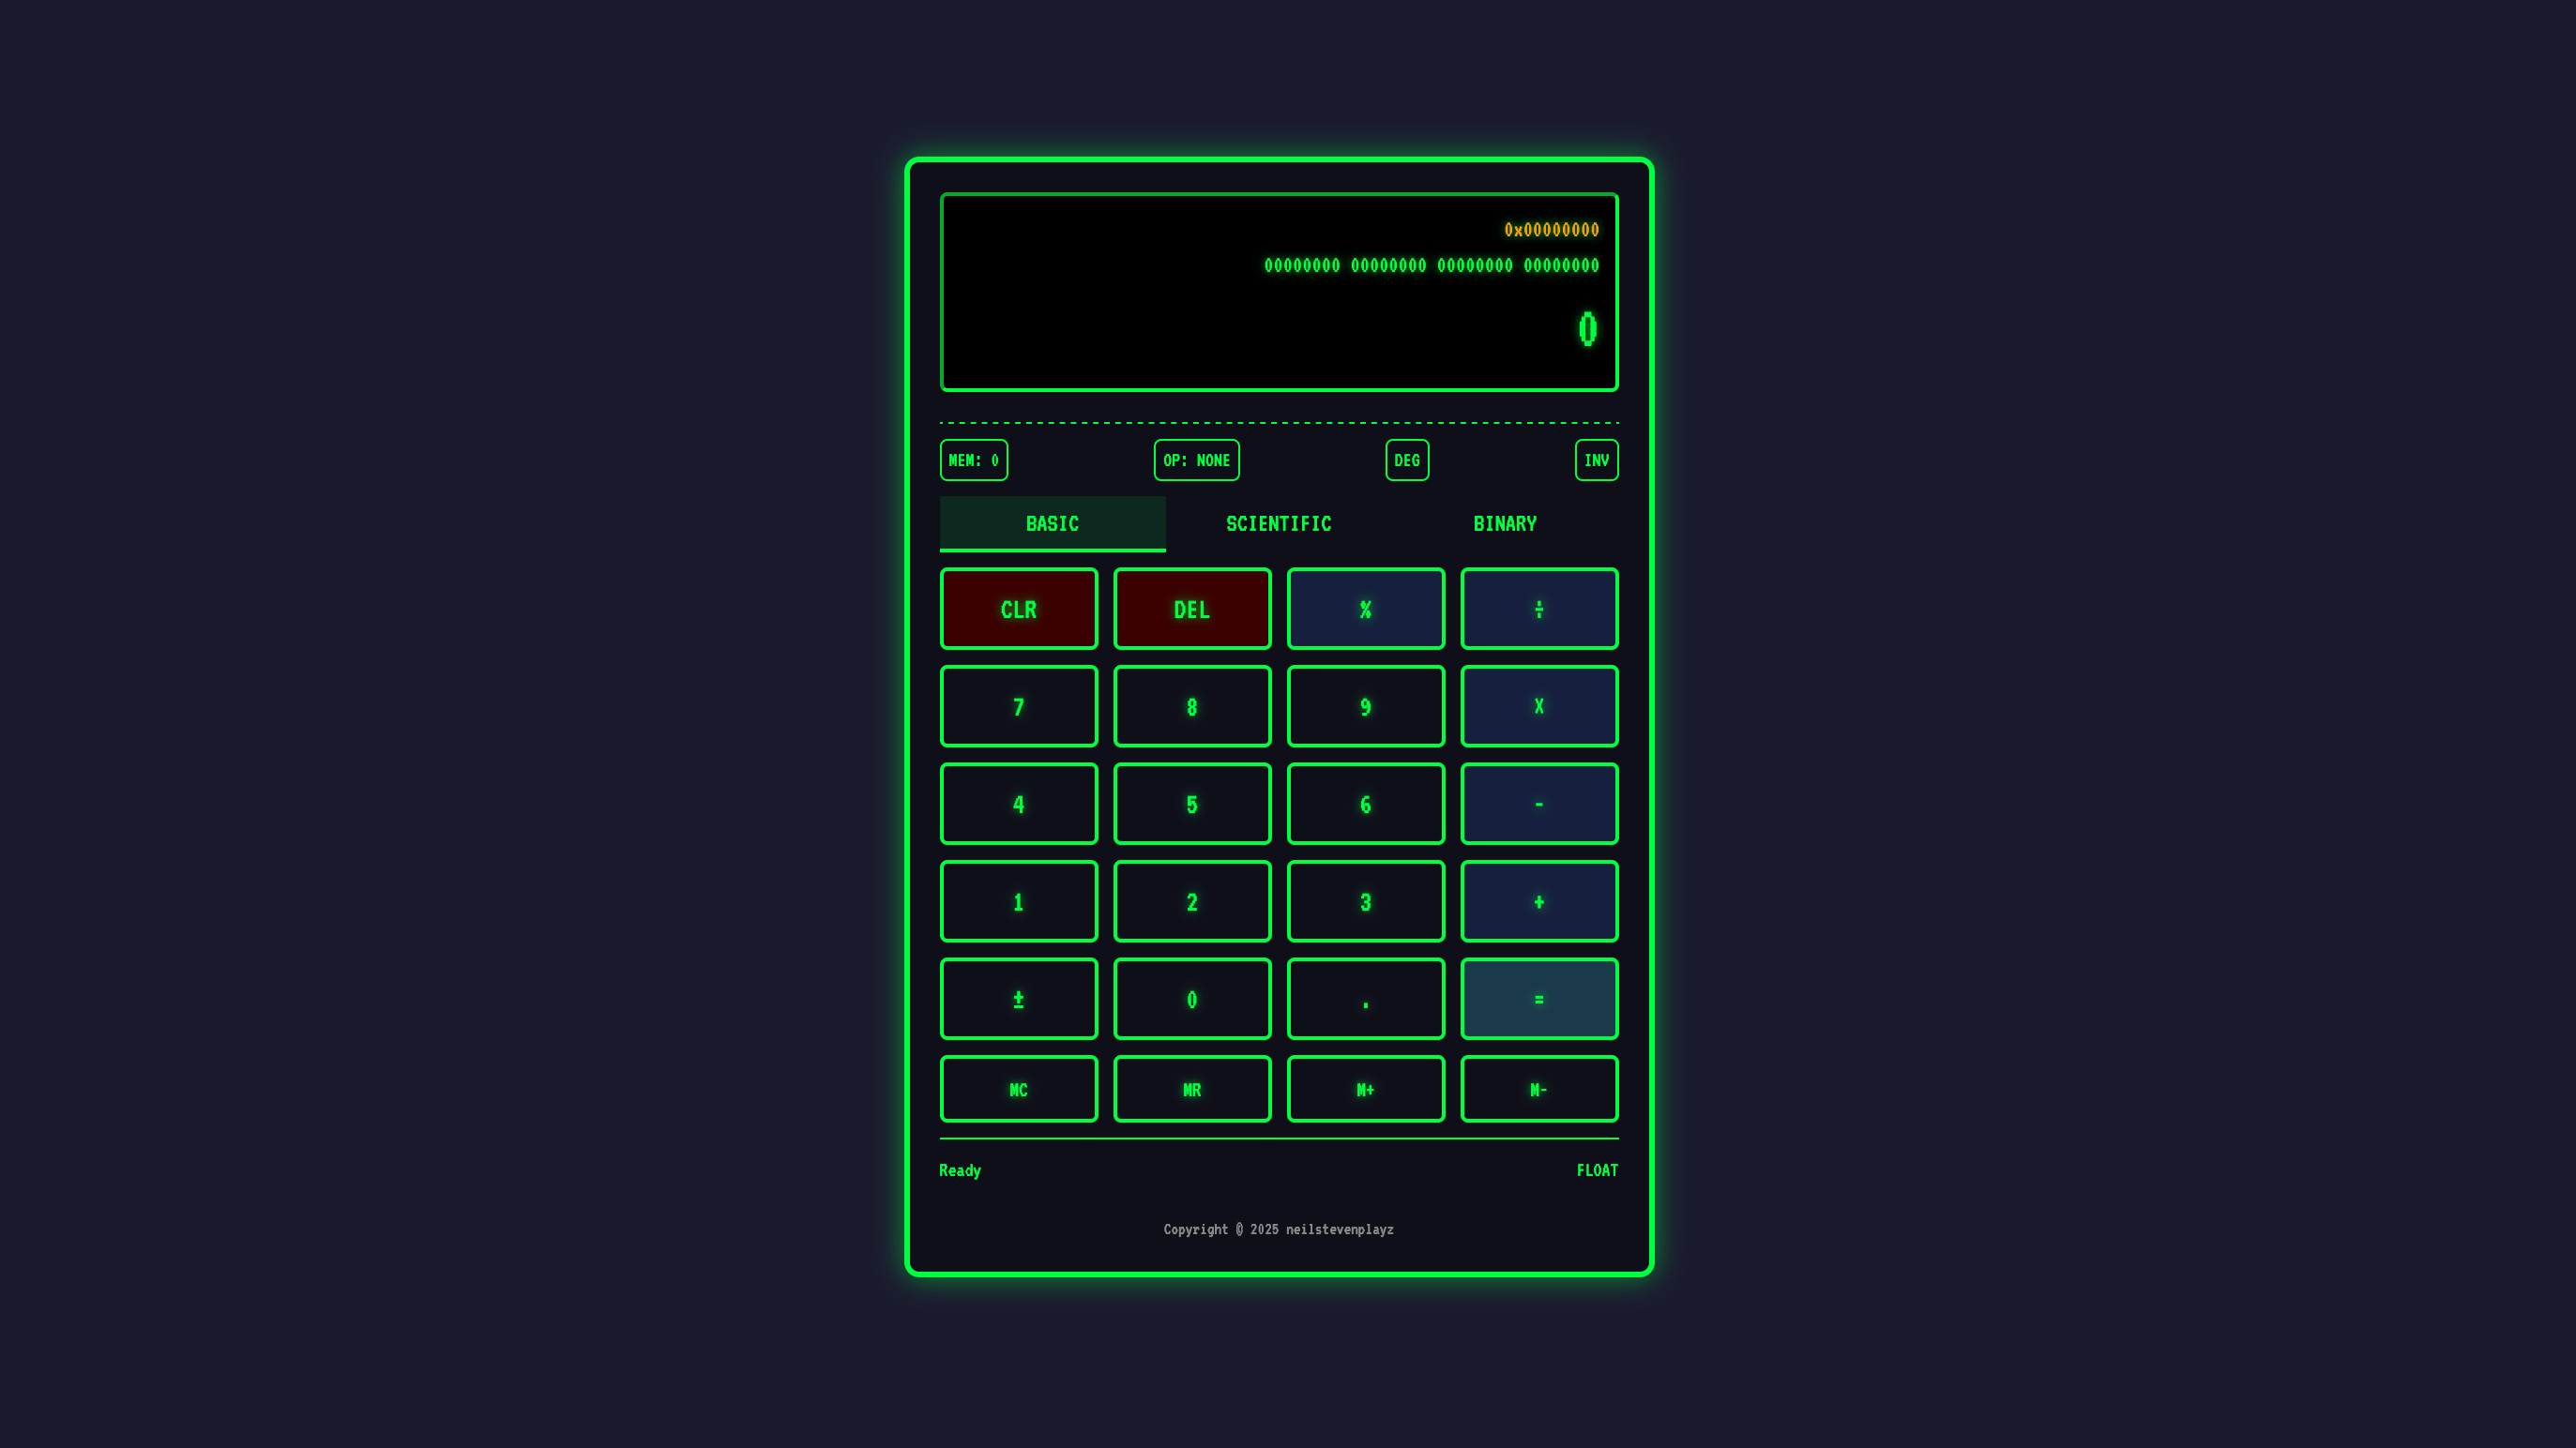 0x00000000
00000000 00000000 00000000 00000000
0
MEM: 0 OP: NONE DEG INV
BASIC SCIENTIFIC BINARY
CLR DEL % ÷
7 8 9 X
4 5 6 -
1 2 3 +
± 0 . =
MC MR M+ M-
Ready FLOAT
Copyright © 2025 neilstevenplayz